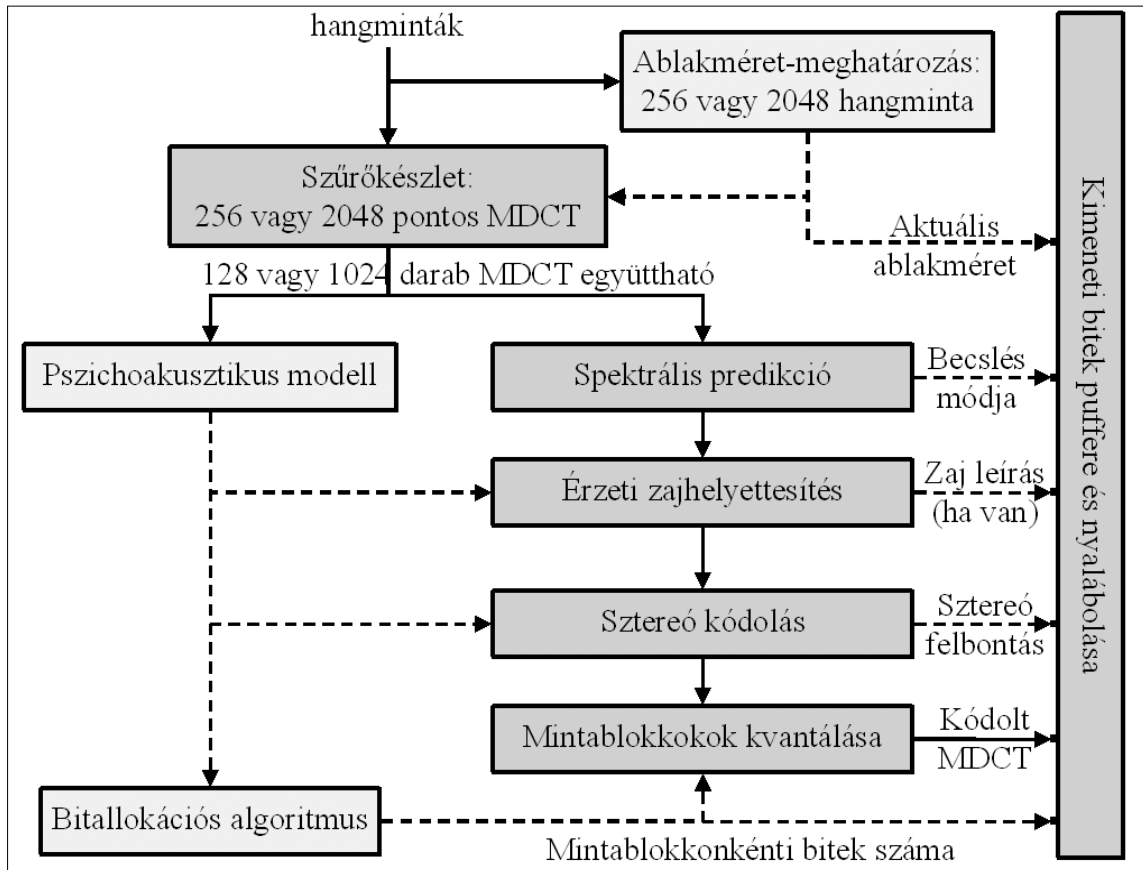 hangminták
Ablakméret-meghatározás:
256 vagy 2048 hangminta
Szűrőkészlet:
256 vagy 2048 pontos MDCT
Aktuális
ablakméret
128 vagy 1024 darab MDCT együttható
Pszichoakusztikus modell
Spektrális predikció
Becslés
módja
Érzeti zajhelyettesítés
Zaj leírás
(ha van)
Sztereó kódolás
Sztereó
felbontás
Mintablokkokok kvantálása
Kódolt
MDCT
Bitallokációs algoritmus
Mintablokkonkénti bitek száma
Kimeneti bitek puffere és nyalábolása